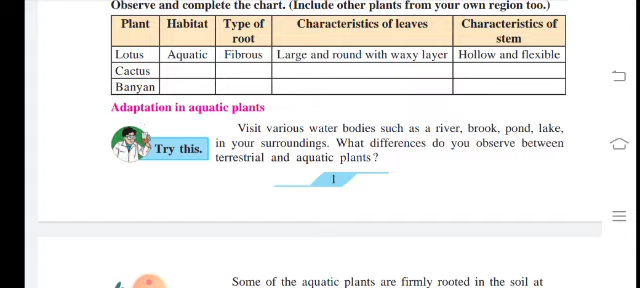 Observe and complete the chart. (Include other plants from your own region too.)
Plant Habitat Type of root Characteristics of leaves Characteristics of stem
Lotus Aquatic Fibrous Large and round with waxy layer Hollow and flexible
Cactus
Banyan
Adaptation in aquatic plants
Try this.
Visit various water bodies such as a river, brook, pond, lake,
in your surroundings. What differences do you observe between
terrestrial and aquatic plants?
1
Some of the aquatic plants are firmly rooted in the soil at